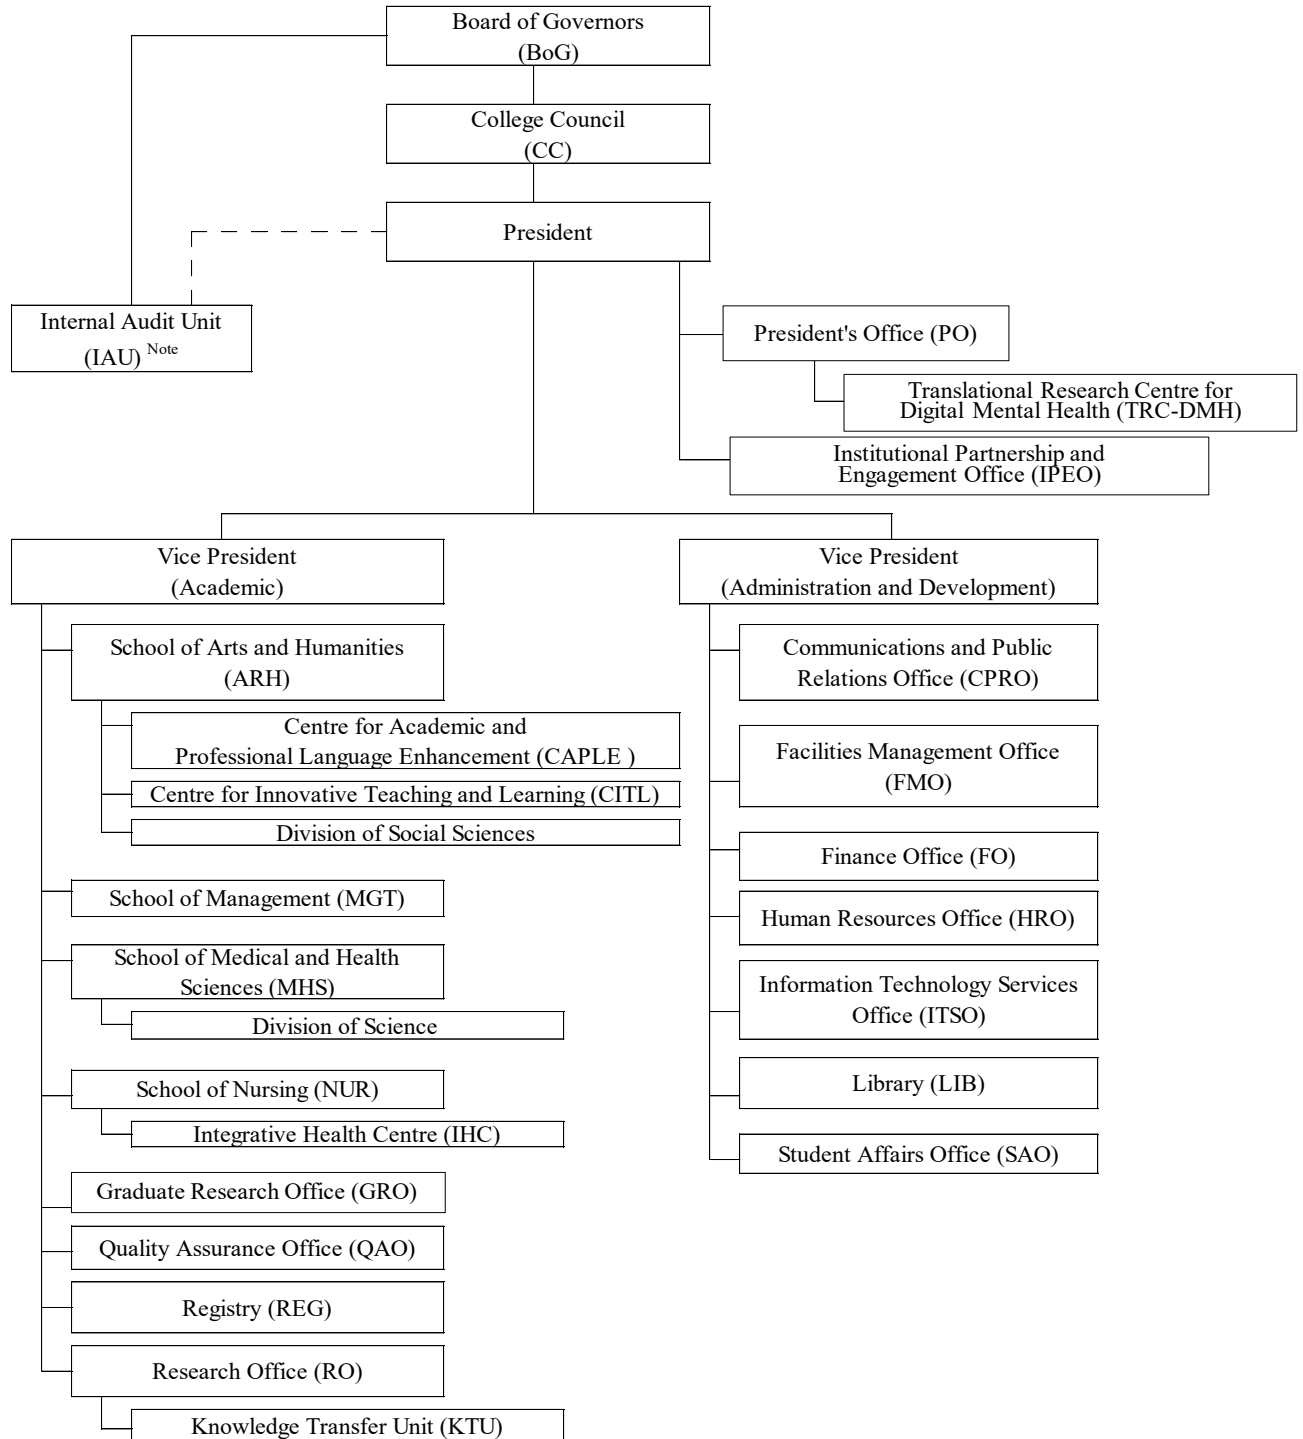 Board of Governors
(BoG)
College Council
(CC)
President
Internal Audit Unit
(IAU) Note
President's Office (PO)
Translational Research Centre for
Digital Mental Health (TRC-DMH)
Institutional Partnership and
Engagement Office (IPEO)
Vice President
(Academic)
School of Arts and Humanities
(ARH)
Centre for Academic and
Professional Language Enhancement (CAPLE )
Centre for Innovative Teaching and Learning (CITL)
Division of Social Sciences
School of Management (MGT)
School of Medical and Health
Sciences (MHS)
Division of Science
School of Nursing (NUR)
Integrative Health Centre (IHC)
Graduate Research Office (GRO)
Quality Assurance Office (QAO)
Registry (REG)
Research Office (RO)
Knowledge Transfer Unit (KTU)
Vice President
(Administration and Development)
Communications and Public
Relations Office (CPRO)
Facilities Management Office
(FMO)
Finance Office (FO)
Human Resources Office (HRO)
Information Technology Services
Office (ITSO)
Library (LIB)
Student Affairs Office (SAO)